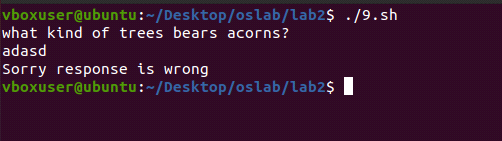 vboxuser@ubuntu:~/Desktop/oslab/lab2$ ./9.sh
what kind of trees bears acorns?
adasd
Sorry response is wrong
vboxuser@ubuntu:~/Desktop/oslab/lab2$